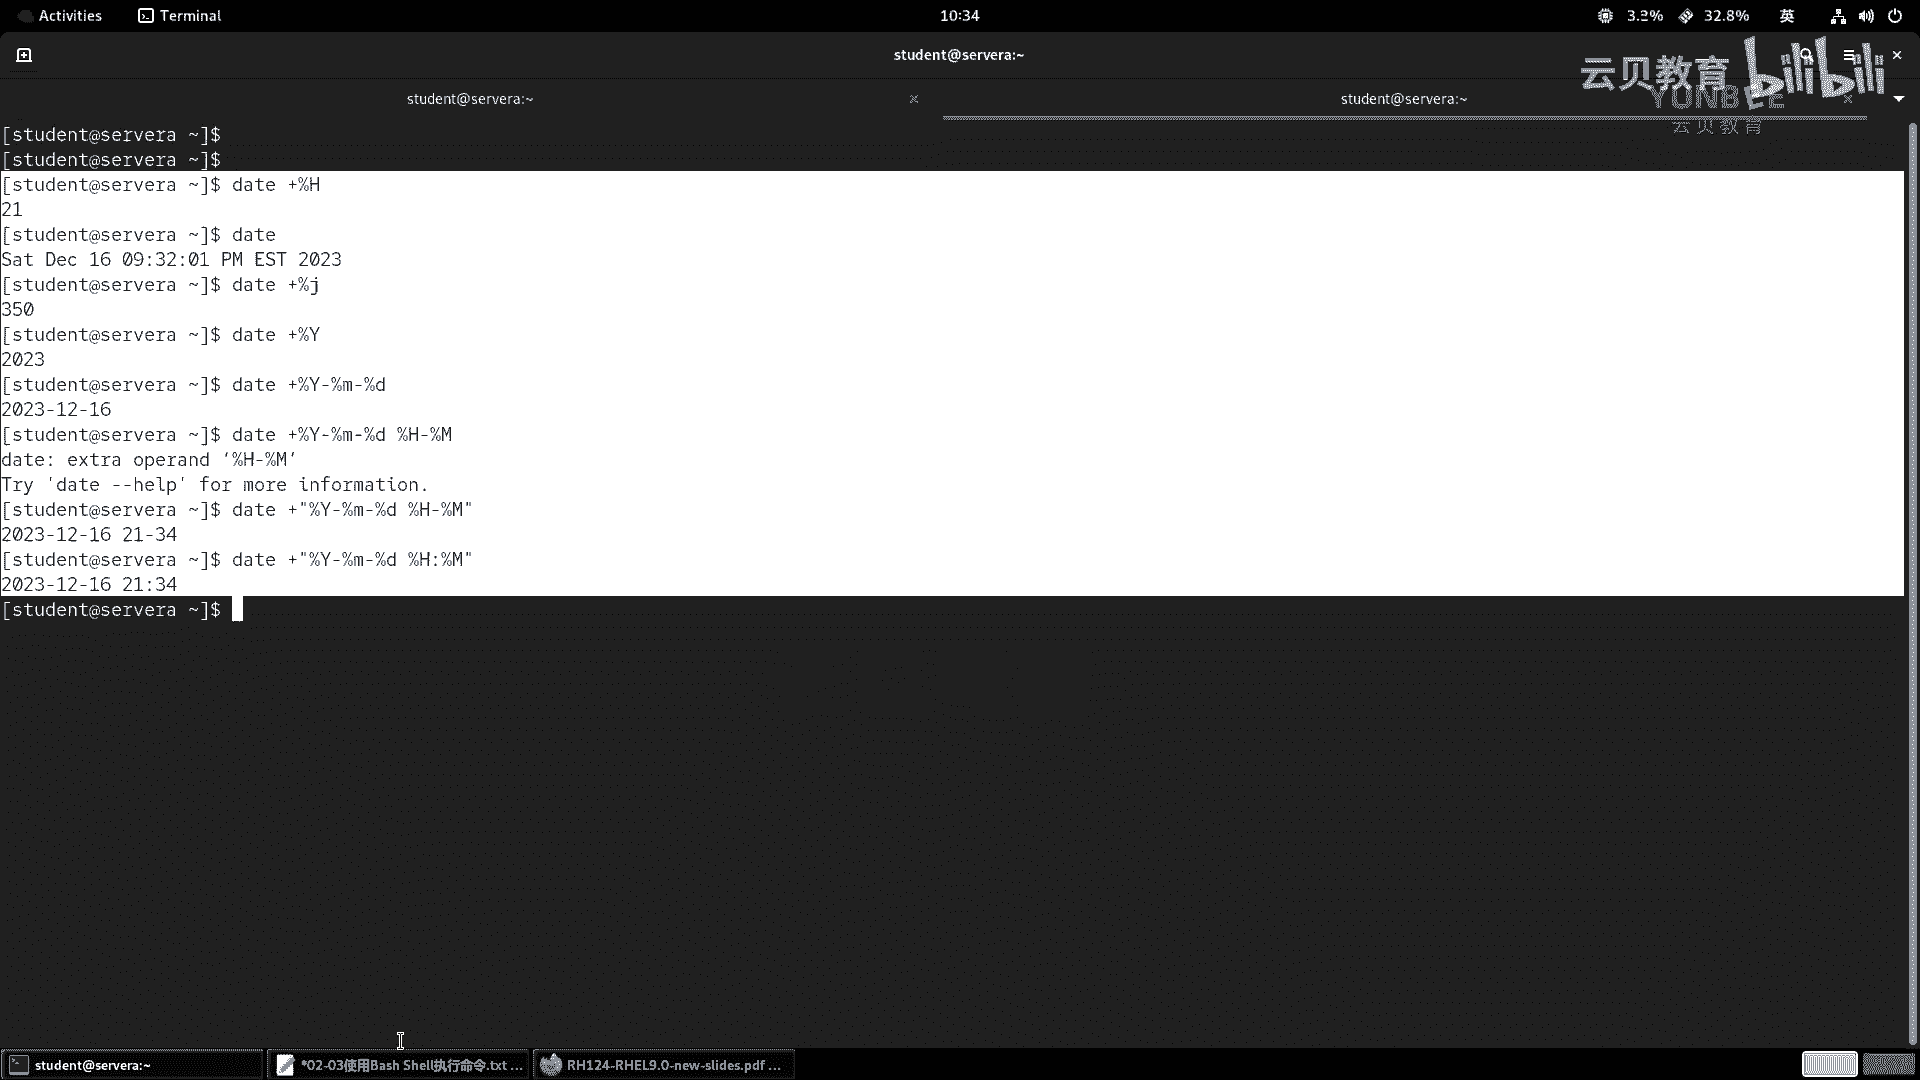 Activities
Terminal
10:34
3.2%
32.8%
英
student@servera:~
云贝教育 bilibili
student@servera:~
student@servera:~
YUNBEE
云贝教育
[student@servera ~]$
[student@servera ~]$
[student@servera ~]$ date +%H
21
[student@servera ~]$ date
Sat Dec 16 09:32:01 PM EST 2023
[student@servera ~]$ date +%j
350
[student@servera ~]$ date +%Y
2023
[student@servera ~]$ date +%Y-%m-%d
2023-12-16
[student@servera ~]$ date +%Y-%m-%d %H-%M
date: extra operand ‘%H-%M’
Try 'date --help' for more information.
[student@servera ~]$ date +"%Y-%m-%d %H-%M"
2023-12-16 21-34
[student@servera ~]$ date +"%Y-%m-%d %H:%M"
2023-12-16 21:34
[student@servera ~]$
student@servera:~
*02-03使用Bash Shell执行命令.txt ...
RH124-RHEL9.0-new-slides.pdf ...